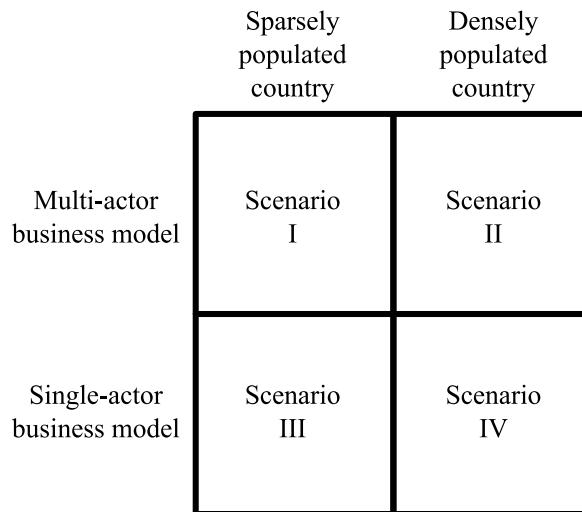 Sparsely
populated
country
Densely
populated
country
Multi-actor
business model
Scenario
I
Scenario
II
Single-actor
business model
Scenario
III
Scenario
IV